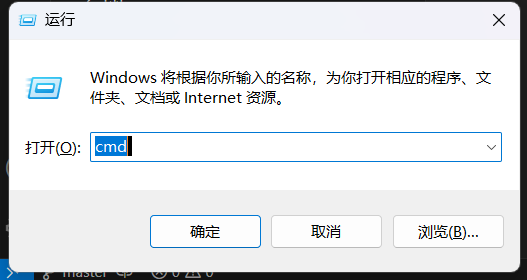 运行
Windows 将根据你所输入的名称，为你打开相应的程序、文
件夹、文档或 Internet 资源。
打开(O): cmd
确定 取消 浏览(B)...
master 0 0